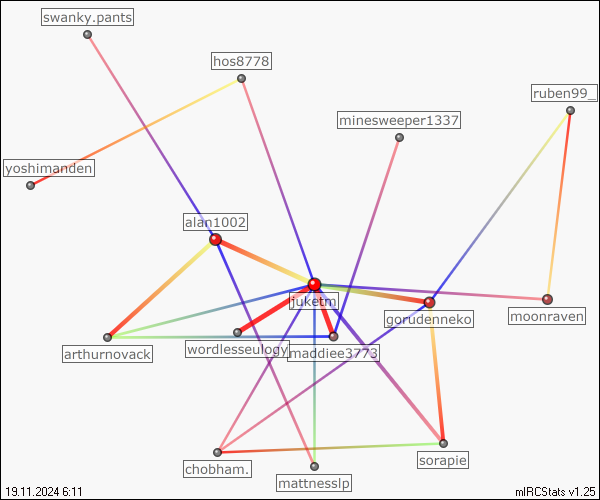 swanky.pants
hos8778
ruben99_
minesweeper1337
yoshimanden
alan1002
juketm
gorudenneko
moonraven
arthurnovack
wordlesseulogy
maddiee3773
sorapie
chobham.
mattnesslp
19.11.2024 6:11
mIRCStats v1.25